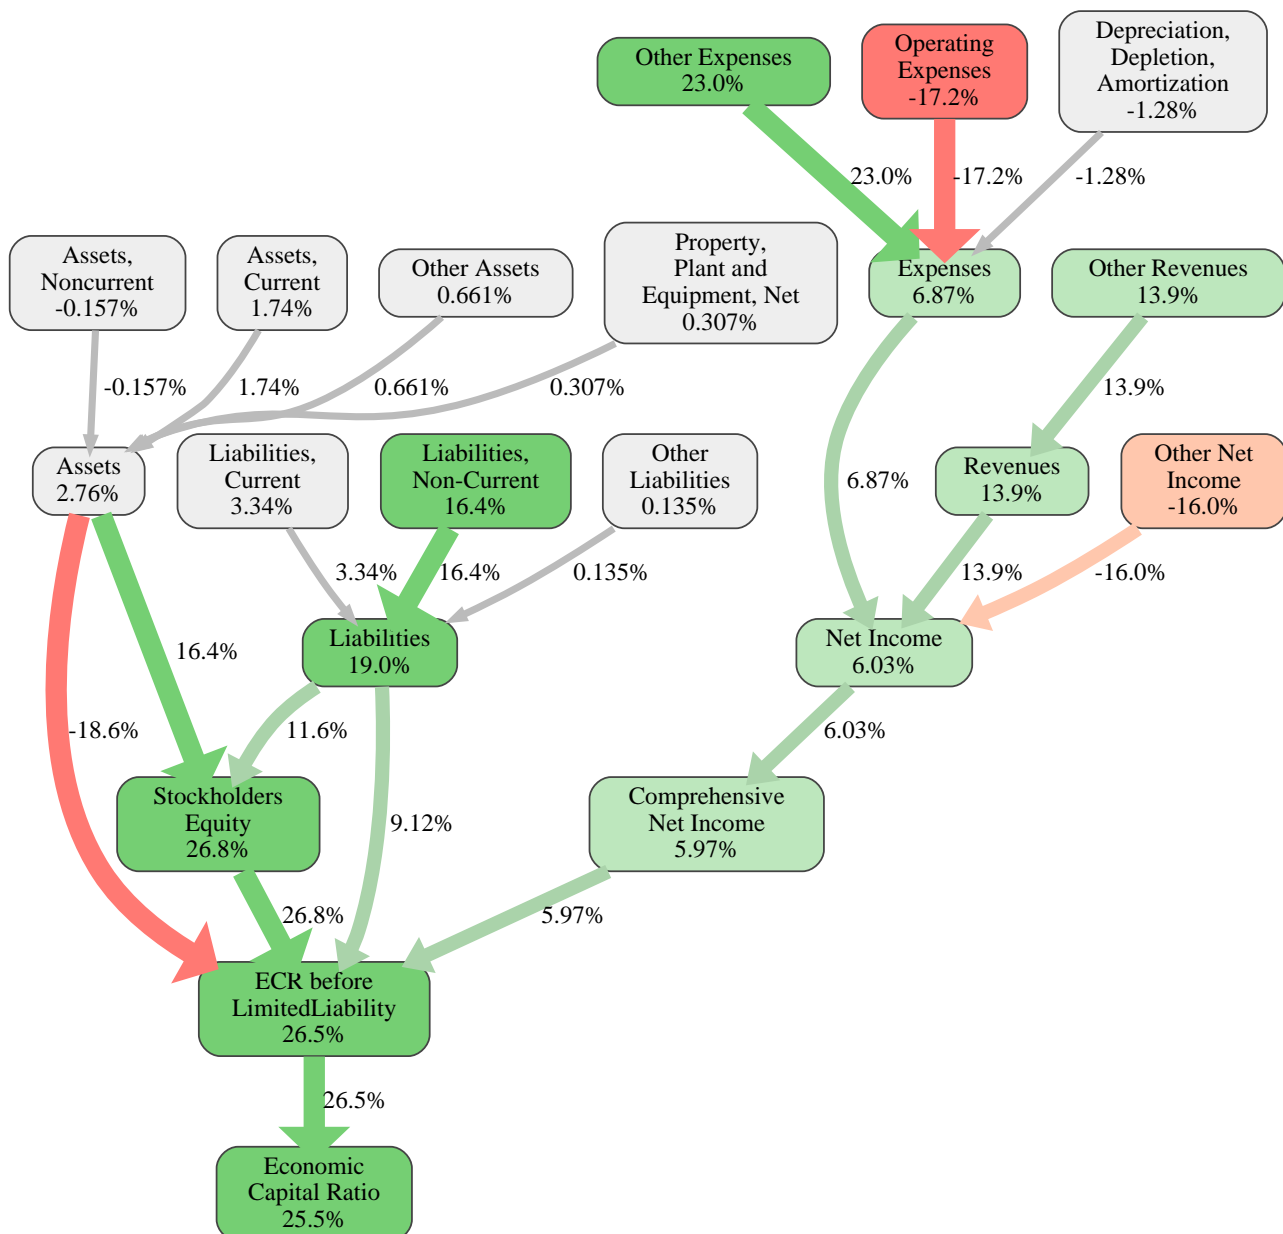 Other Expenses
23.0%
Operating
Expenses
-17.2%
Depreciation,
Depletion,
Amortization
-1.28%
23.0%
-17.2%
-1.28%
Assets,
Noncurrent
-0.157%
Assets,
Current
1.74%
Other Assets
0.661%
Property,
Plant and
Equipment, Net
0.307%
Expenses
6.87%
Other Revenues
13.9%
-0.157%
1.74%
0.661%
0.307%
13.9%
Assets
2.76%
Liabilities,
Current
3.34%
Liabilities,
Non-Current
16.4%
Other
Liabilities
0.135%
6.87%
Revenues
13.9%
Other Net
Income
-16.0%
3.34%
16.4%
0.135%
13.9%
-16.0%
16.4%
Liabilities
19.0%
Net Income
6.03%
-18.6%
11.6%
6.03%
Stockholders
Equity
26.8%
9.12%
Comprehensive
Net Income
5.97%
26.8%
5.97%
ECR before
LimitedLiability
26.5%
26.5%
Economic
Capital Ratio
25.5%